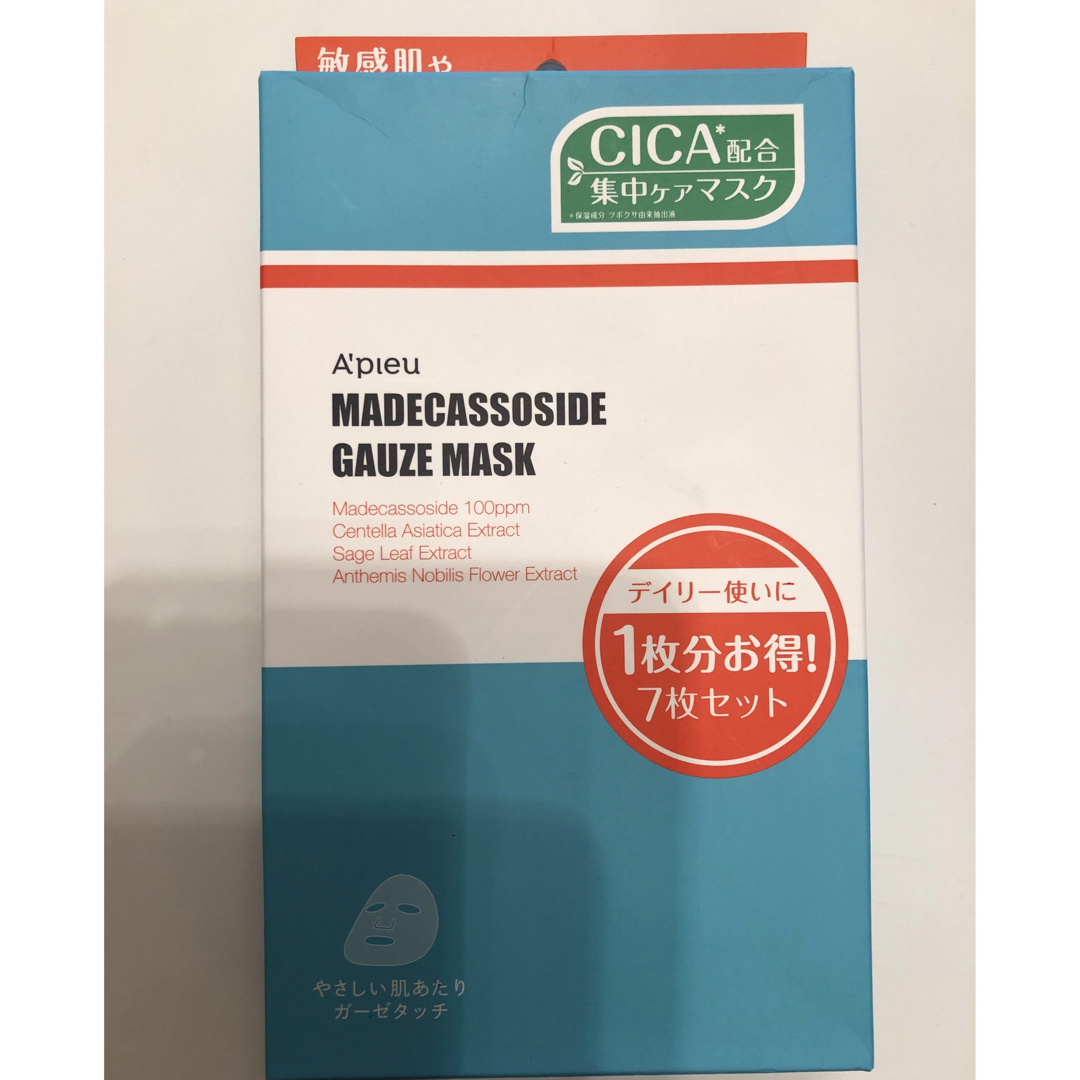 敏感肌や
CICA*配合
集中ケアマスク
*保湿成分 ツボクサ由来抽出液
A'pieu
MADECASSOSIDE
GAUZE MASK
Madecassoside 100ppm
Centella Asiatica Extract
Sage Leaf Extract
Anthemis Nobilis Flower Extract
デイリー使いに
1枚分お得!
7枚セット
やさしい肌あたり
ガーゼタッチ